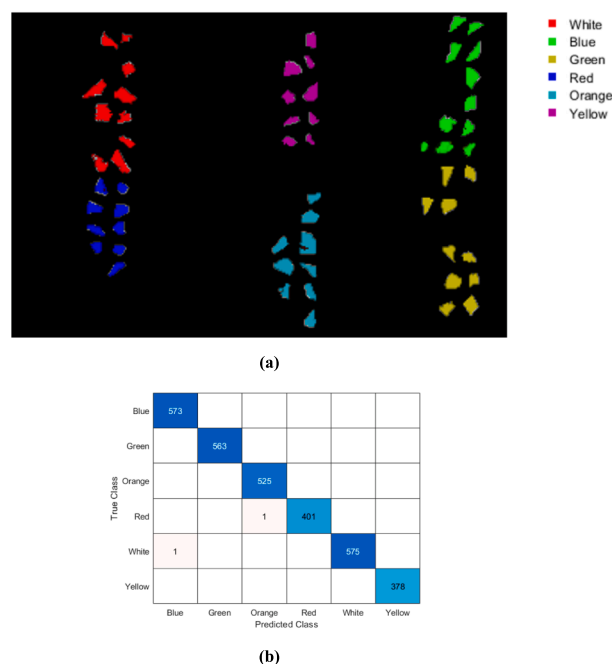 White
Blue
Green
Red
Orange
Yellow
(a)
Blue 573
Green 563
Orange 525
Red 1 401
White 1 575
Yellow 378
True Class
Blue Green Orange Red White Yellow
Predicted Class
(b)